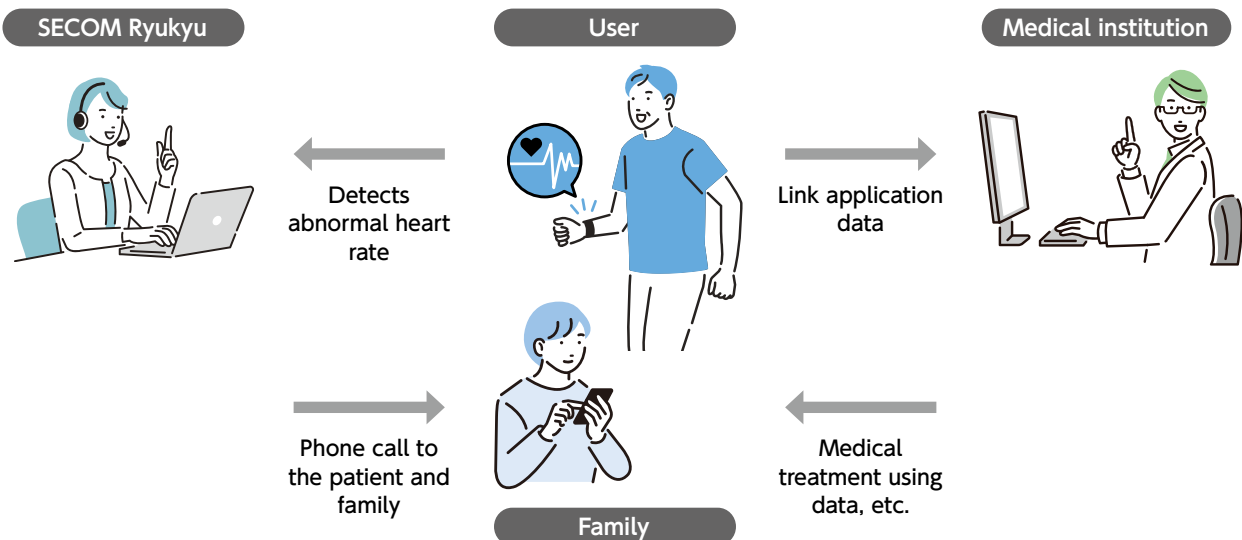 SECOM Ryukyu
User
Medical institution
Detects
abnormal heart
rate
Link application
data
Phone call to
the patient and
family
Medical
treatment using
data, etc.
Family